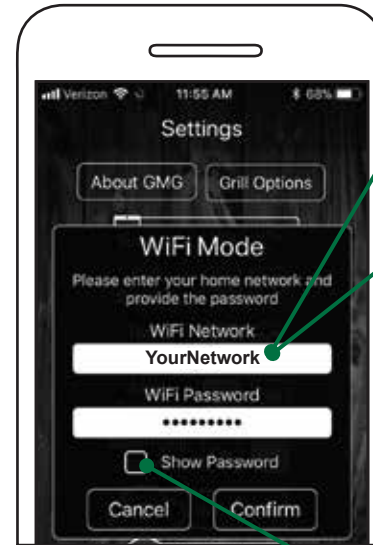 Verizon 11:55 AM 68%
Settings
About GMG Grill Options
WiFi Mode
Please enter your home network and
provide the password
WiFi Network
YourNetwork
WiFi Password
•••••••••
Show Password
Cancel Confirm